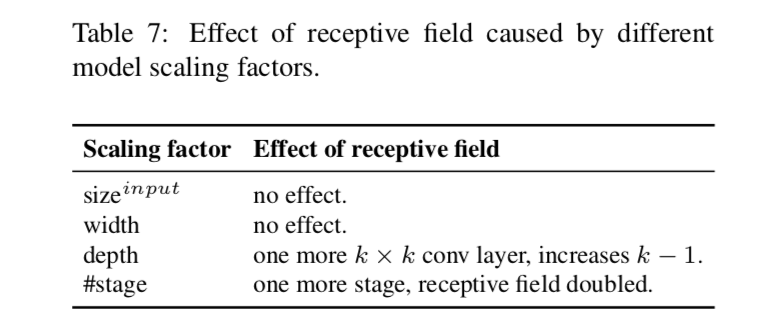 Table 7: Effect of receptive field caused by different
model scaling factors.
Scaling factor Effect of receptive field
size^input no effect.
width no effect.
depth one more k × k conv layer, increases k − 1.
#stage one more stage, receptive field doubled.